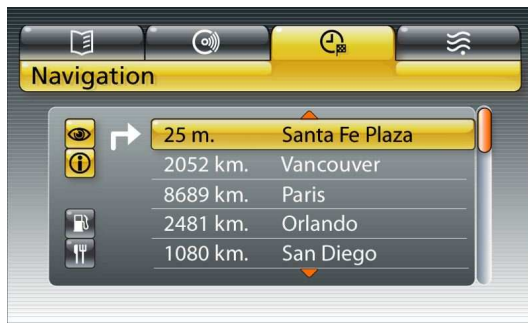 Navigation
25 m. Santa Fe Plaza
2052 km. Vancouver
8689 km. Paris
2481 km. Orlando
1080 km. San Diego